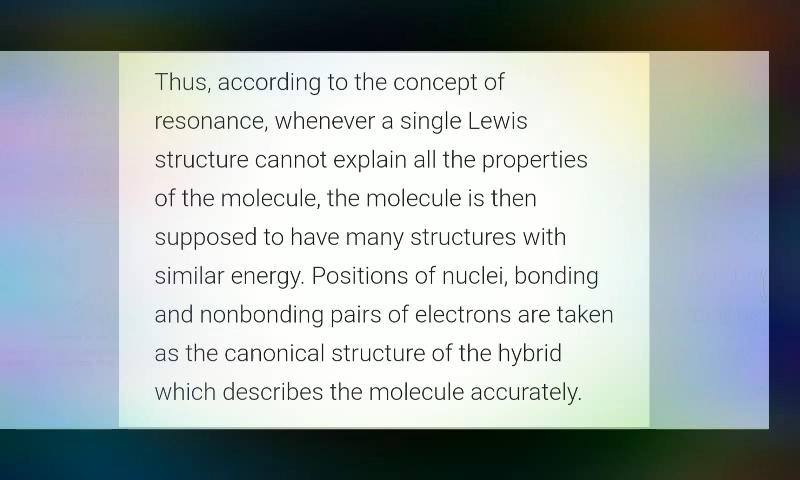 Thus, according to the concept of
resonance, whenever a single Lewis
structure cannot explain all the properties
of the molecule, the molecule is then
supposed to have many structures with
similar energy. Positions of nuclei, bonding
and nonbonding pairs of electrons are taken
as the canonical structure of the hybrid
which describes the molecule accurately.